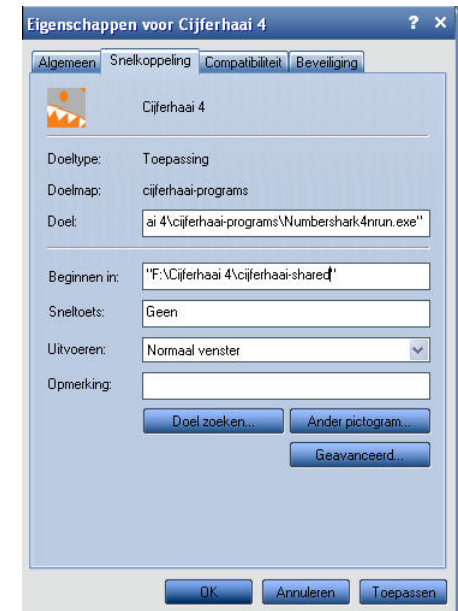 Eigenschappen voor Cijferhaai 4 ? ×
Algemeen Snelkoppeling Compatibiliteit Beveiliging
Cijferhaai 4
Doeltype: Toepassing
Doelmap: cijferhaai-programs
Doel: ai 4\cijferhaai-programs\Numbershark4nrun.exe"
Beginnen in: "F:\Cijferhaai 4\cijferhaai-shared"
Sneltoets: Geen
Uitvoeren: Normaal venster
Opmerking:
Doel zoeken... Ander pictogram...
Geavanceerd...
OK Annuleren Toepassen